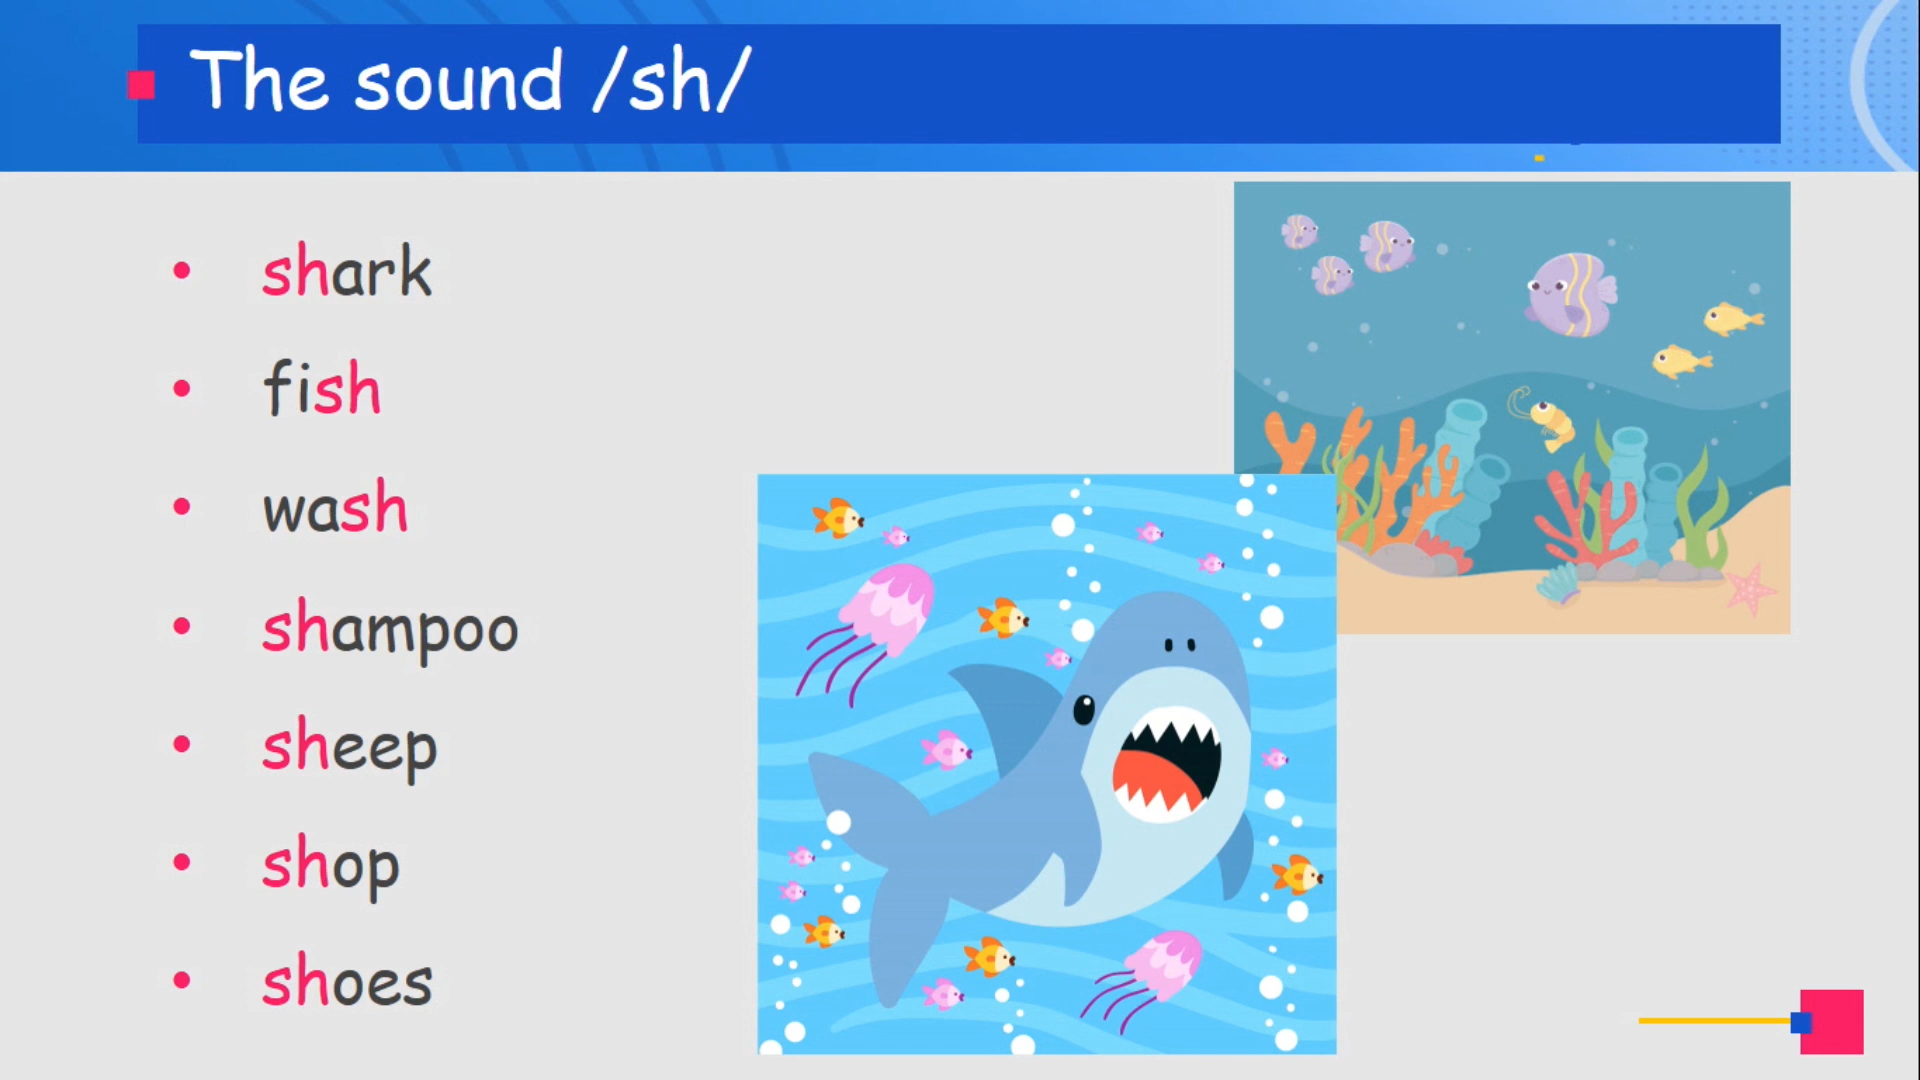 The sound /sh/
• shark
• fish
• wash
• shampoo
• sheep
• shop
• shoes